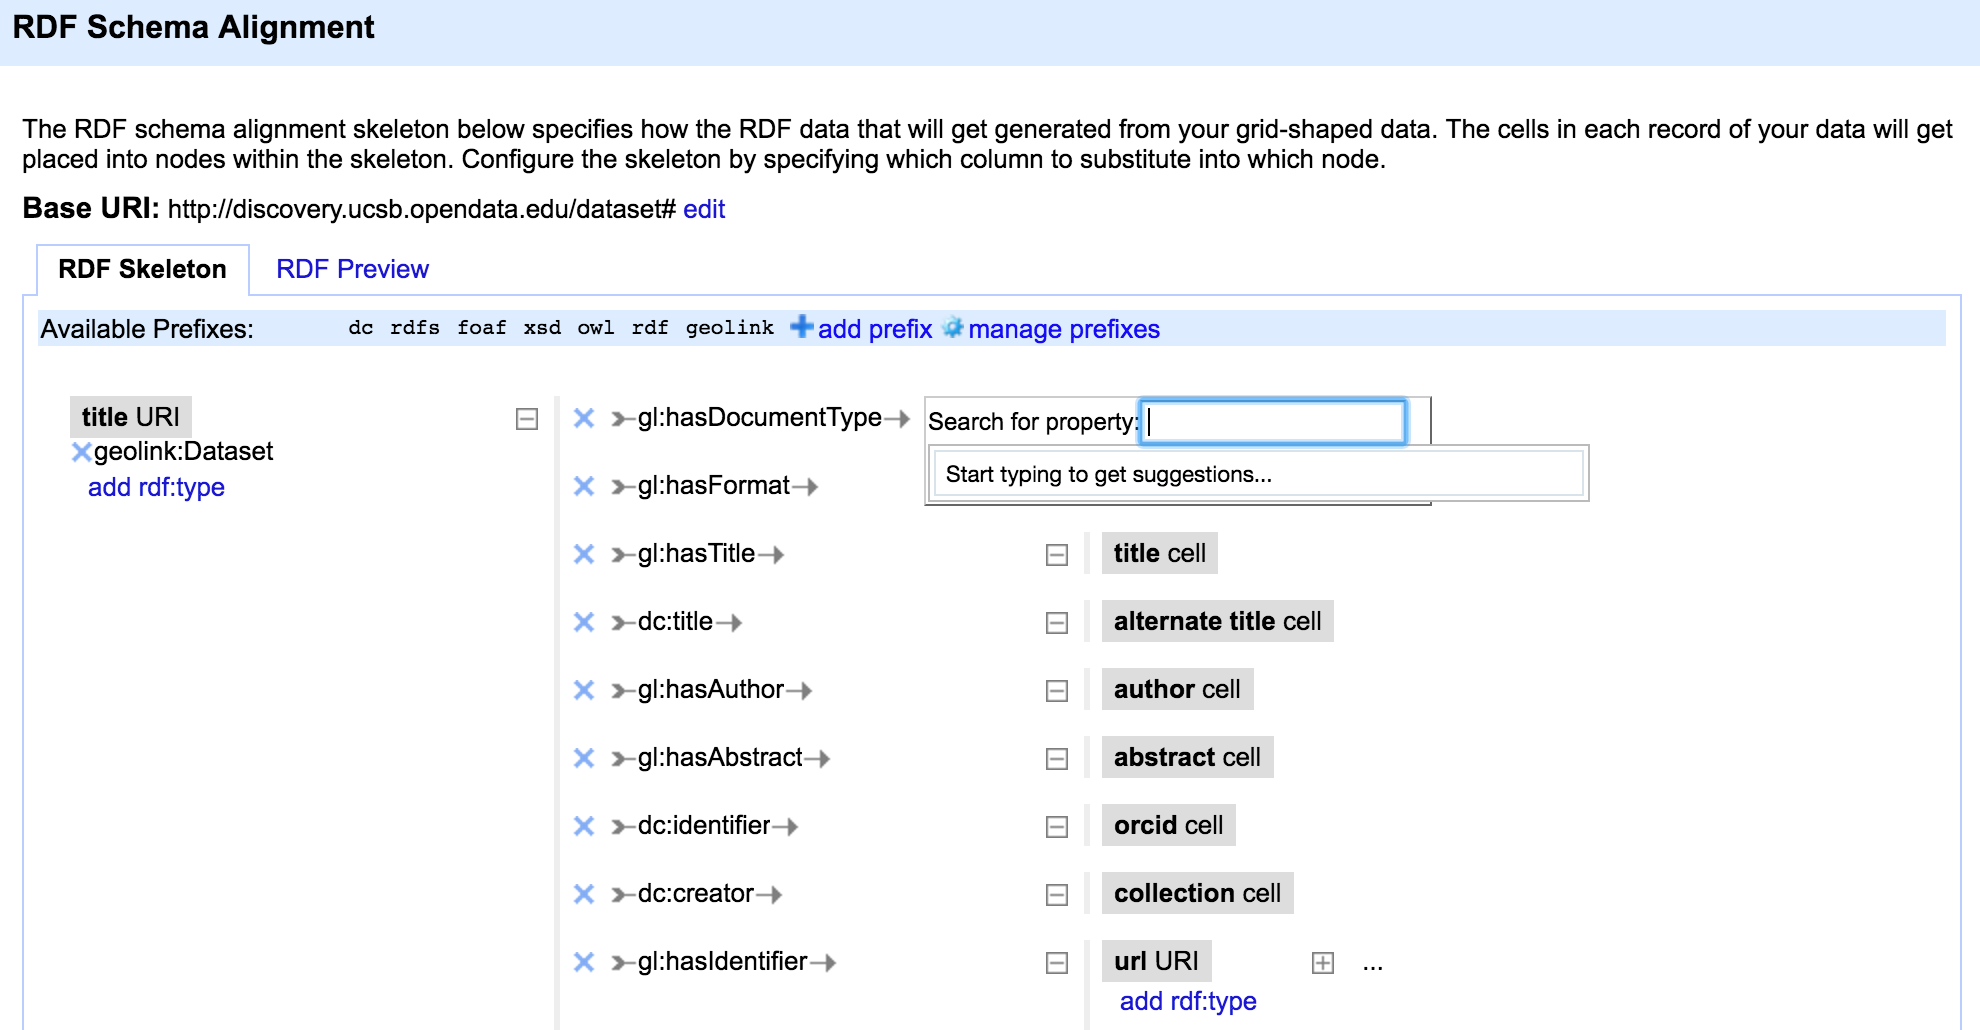 RDF Schema Alignment
The RDF schema alignment skeleton below specifies how the RDF data that will get generated from your grid-shaped data. The cells in each record of your data will get
placed into nodes within the skeleton. Configure the skeleton by specifying which column to substitute into which node.
Base URI: http://discovery.ucsb.opendata.edu/dataset# edit
RDF Skeleton RDF Preview
Available Prefixes: dc rdfs foaf xsd owl rdf geolink add prefix manage prefixes
title URI
geolink:Dataset
add rdf:type
gl:hasDocumentType
Search for property:
Start typing to get suggestions...
gl:hasFormat
gl:hasTitle title cell
dc:title alternate title cell
gl:hasAuthor author cell
gl:hasAbstract abstract cell
dc:identifier orcid cell
dc:creator collection cell
gl:hasIdentifier url URI ...
add rdf:type